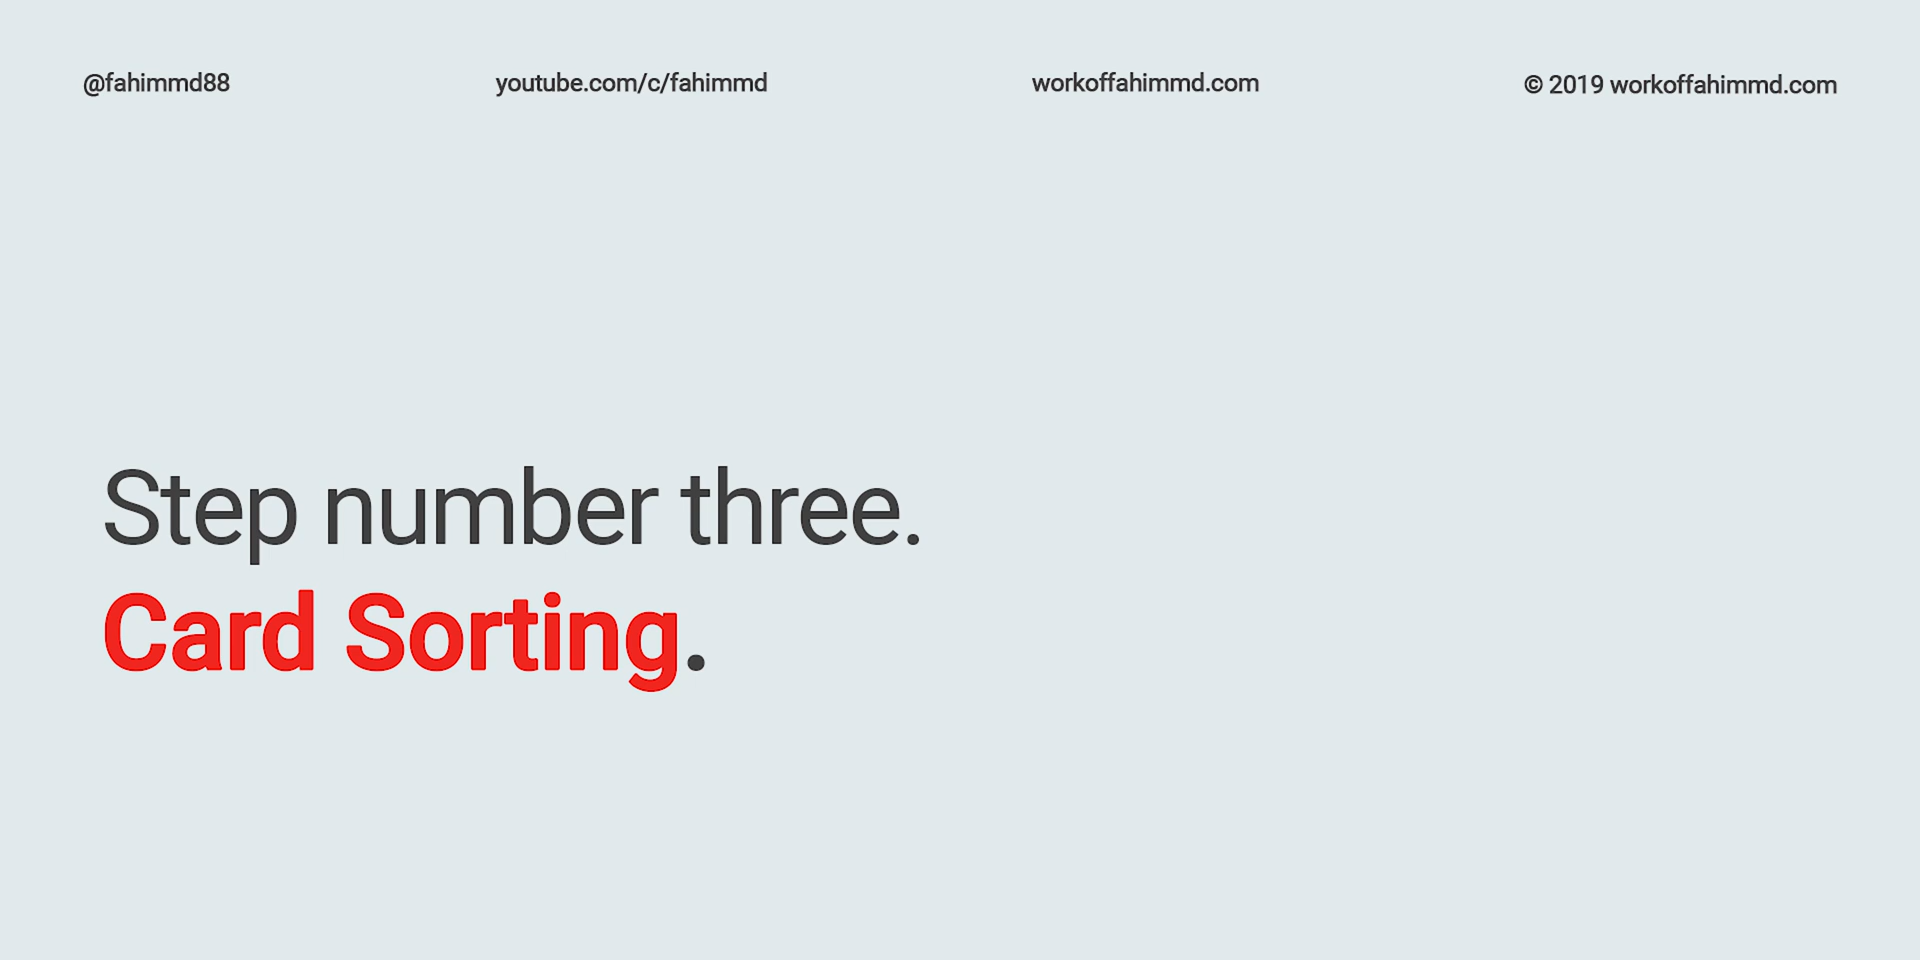 @fahimmd88 youtube.com/c/fahimmd workoffahimmd.com © 2019 workoffahimmd.com
Step number three.
Card Sorting.